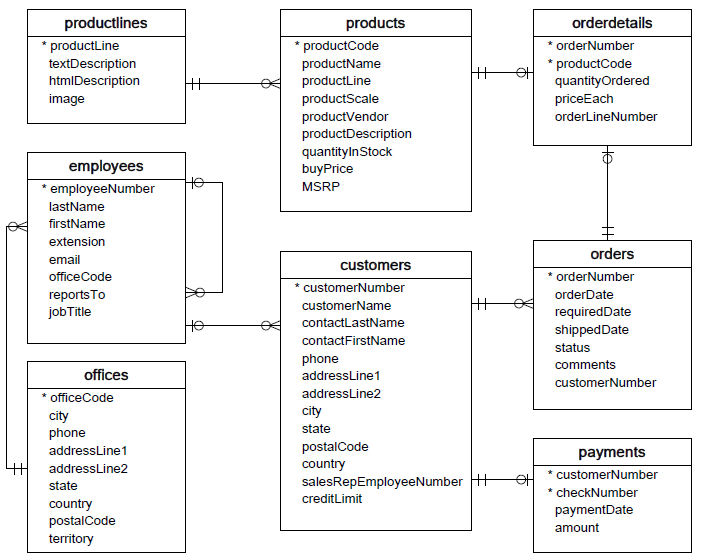 productlines
* productLine
textDescription
htmlDescription
image
products
* productCode
productName
productLine
productScale
productVendor
productDescription
quantityInStock
buyPrice
MSRP
orderdetails
* orderNumber
* productCode
quantityOrdered
priceEach
orderLineNumber
employees
* employeeNumber
lastName
firstName
extension
email
officeCode
reportsTo
jobTitle
customers
* customerNumber
customerName
contactLastName
contactFirstName
phone
addressLine1
addressLine2
city
state
postalCode
country
salesRepEmployeeNumber
creditLimit
orders
* orderNumber
orderDate
requiredDate
shippedDate
status
comments
customerNumber
offices
* officeCode
city
phone
addressLine1
addressLine2
state
country
postalCode
territory
payments
* customerNumber
* checkNumber
paymentDate
amount